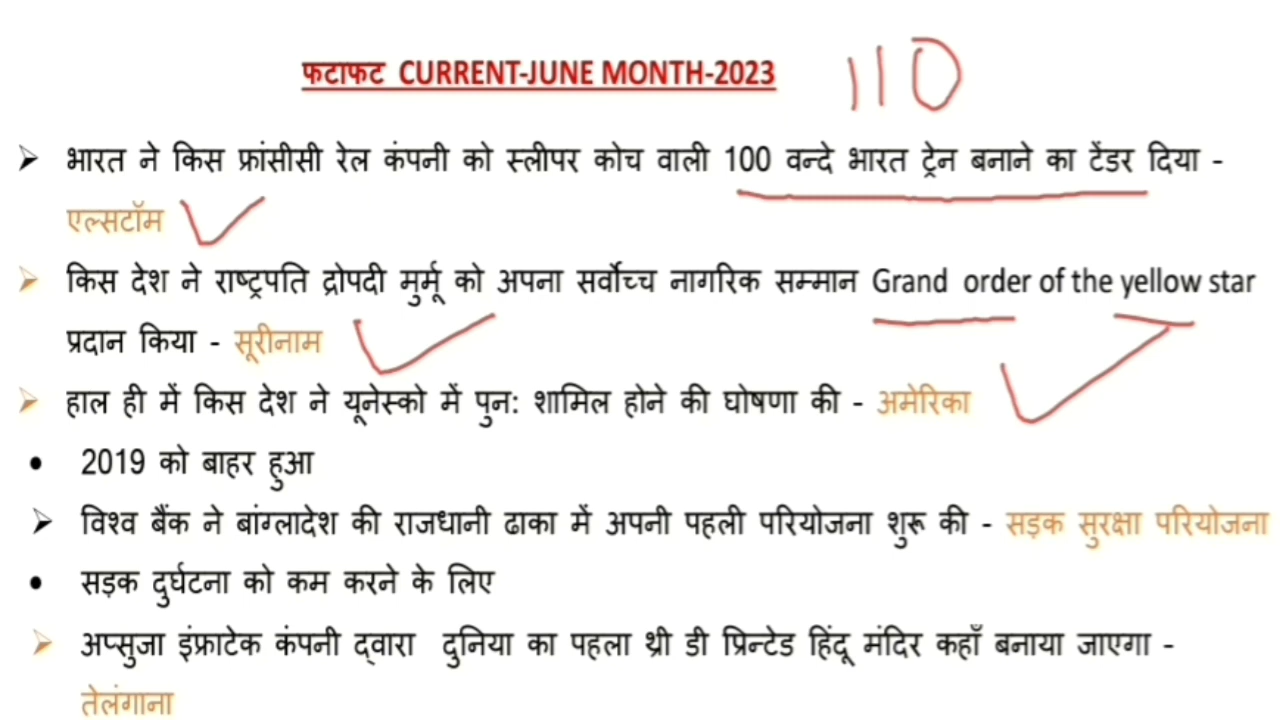 फटाफट CURRENT-JUNE MONTH-2023 110
➢ भारत ने किस फ्रांसीसी रेल कंपनी को स्लीपर कोच वाली 100 वन्दे भारत ट्रेन बनाने का टेंडर दिया -
एल्सटॉम
➢ किस देश ने राष्ट्रपति द्रोपदी मुर्मू को अपना सर्वोच्च नागरिक सम्मान Grand order of the yellow star
प्रदान किया - सूरीनाम
➢ हाल ही में किस देश ने यूनेस्को में पुन: शामिल होने की घोषणा की - अमेरिका
• 2019 को बाहर हुआ
➢ विश्व बैंक ने बांग्लादेश की राजधानी ढाका में अपनी पहली परियोजना शुरू की - सड़क सुरक्षा परियोजना
• सड़क दुर्घटना को कम करने के लिए
➢ अप्सुजा इंफ्राटेक कंपनी द्वारा दुनिया का पहला थ्री डी प्रिन्टेड हिंदू मंदिर कहाँ बनाया जाएगा -
तेलंगाना